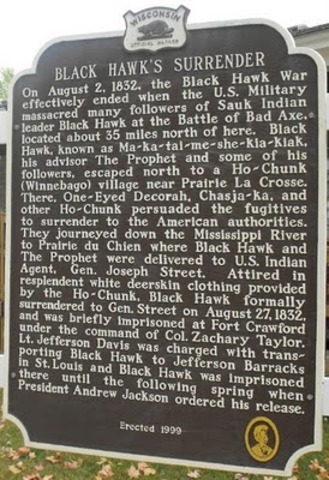 WISCONSIN
OFFICIAL MARKER
BLACK HAWK'S SURRENDER
On August 2, 1832, the Black Hawk War
effectively ended when the U.S. Military
massacred many followers of Sauk Indian
leader Black Hawk at the Battle of Bad Axe,
located about 35 miles north of here. Black
Hawk, known as Ma-ka-tai-me-she-kia-kiak,
his advisor The Prophet and some of his
followers, escaped north to a Ho-Chunk
(Winnebago) village near Prairie La Crosse.
There, One-Eyed Decorah, Chasja-ka, and
other Ho-Chunk persuaded the fugitives
to surrender to the American authorities.
They journeyed down the Mississippi River
to Prairie du Chien where Black Hawk and
The Prophet were delivered to U.S. Indian
Agent, Gen. Joseph Street. Attired in
resplendent white deerskin clothing provided
by the Ho-Chunk, Black Hawk formally
surrendered to Gen. Street on August 27, 1832,
and was briefly imprisoned at Fort Crawford
under the command of Col. Zachary Taylor.
Lt. Jefferson Davis was charged with trans-
porting Black Hawk to Jefferson Barracks
in St. Louis and Black Hawk was imprisoned
there until the following spring when
President Andrew Jackson ordered his release.
Erected 1999